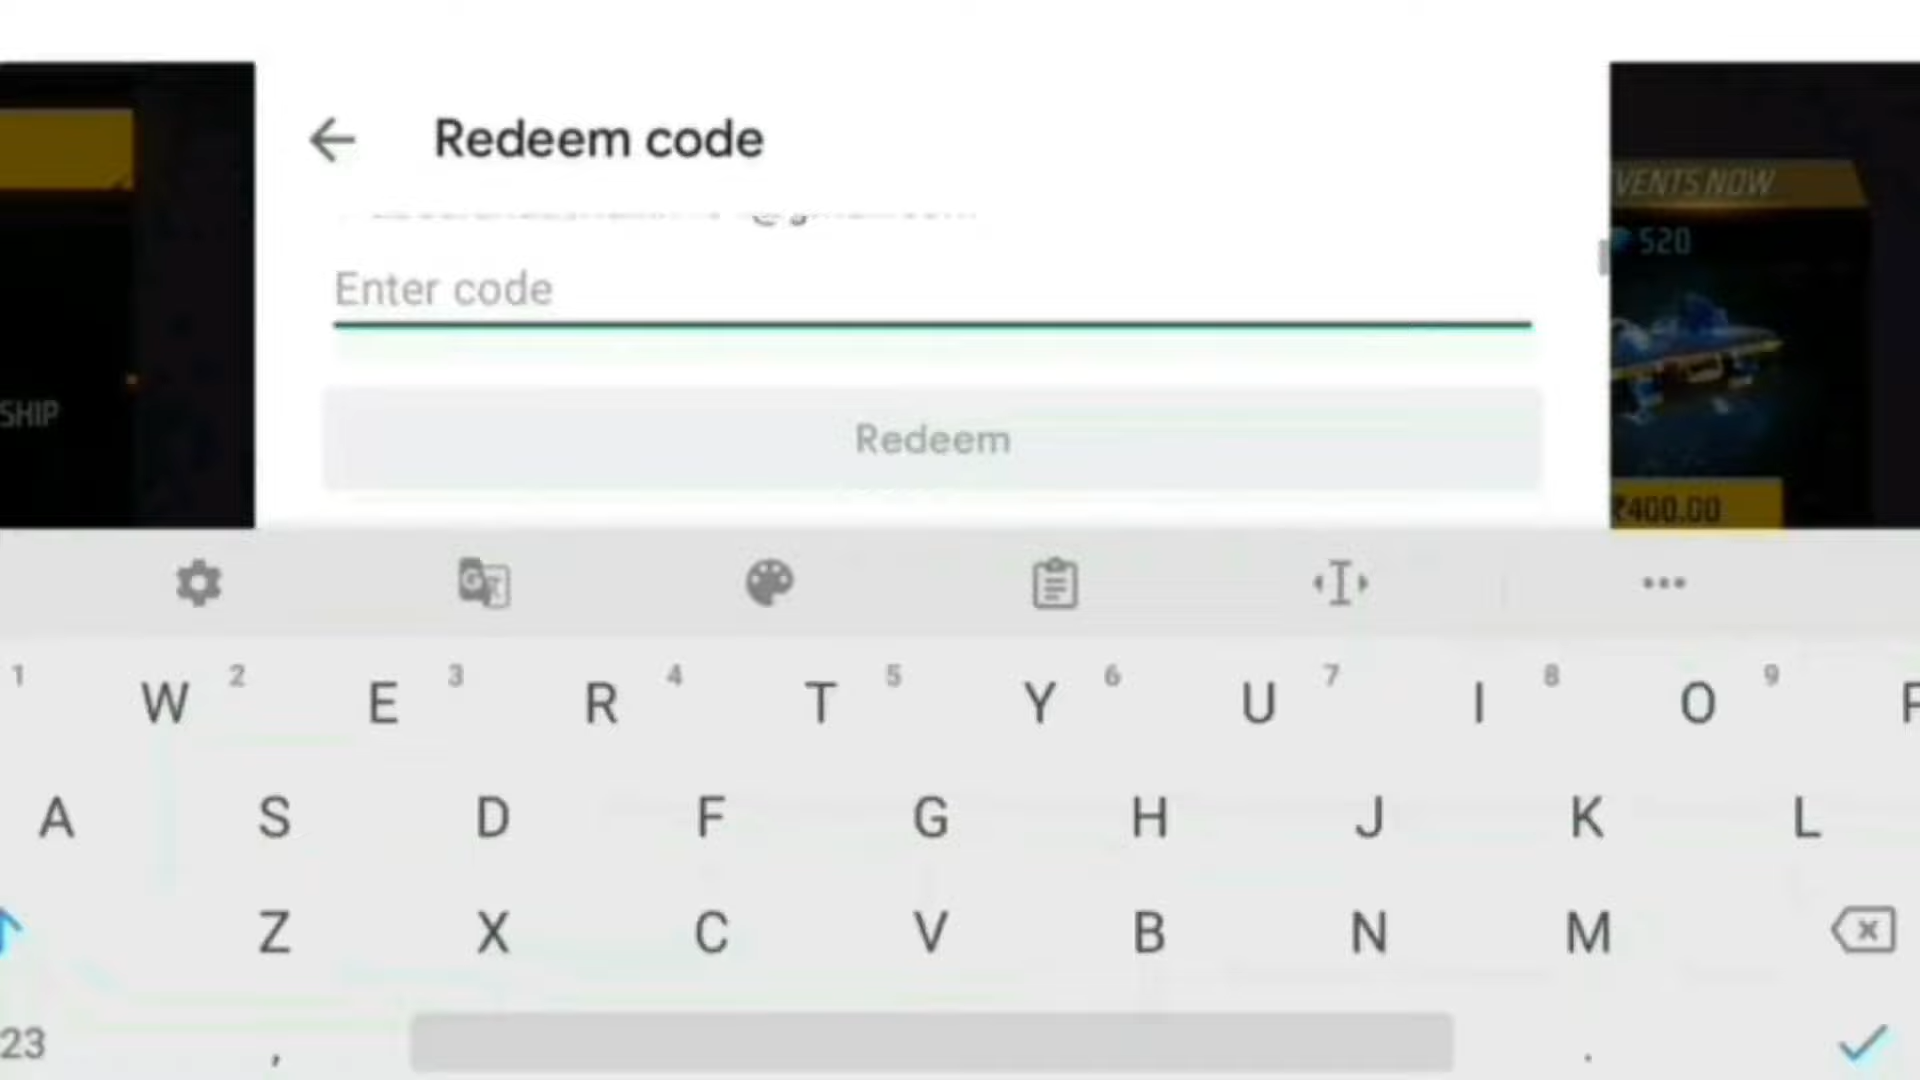 Redeem code
Enter code
Redeem
SHIP
VENTS NOW
520
₹400.00
1 W 2 E 3 R 4 T 5 Y 6 U 7 I 8 O 9 P
A S D F G H J K L
Z X C V B N M
23 , .